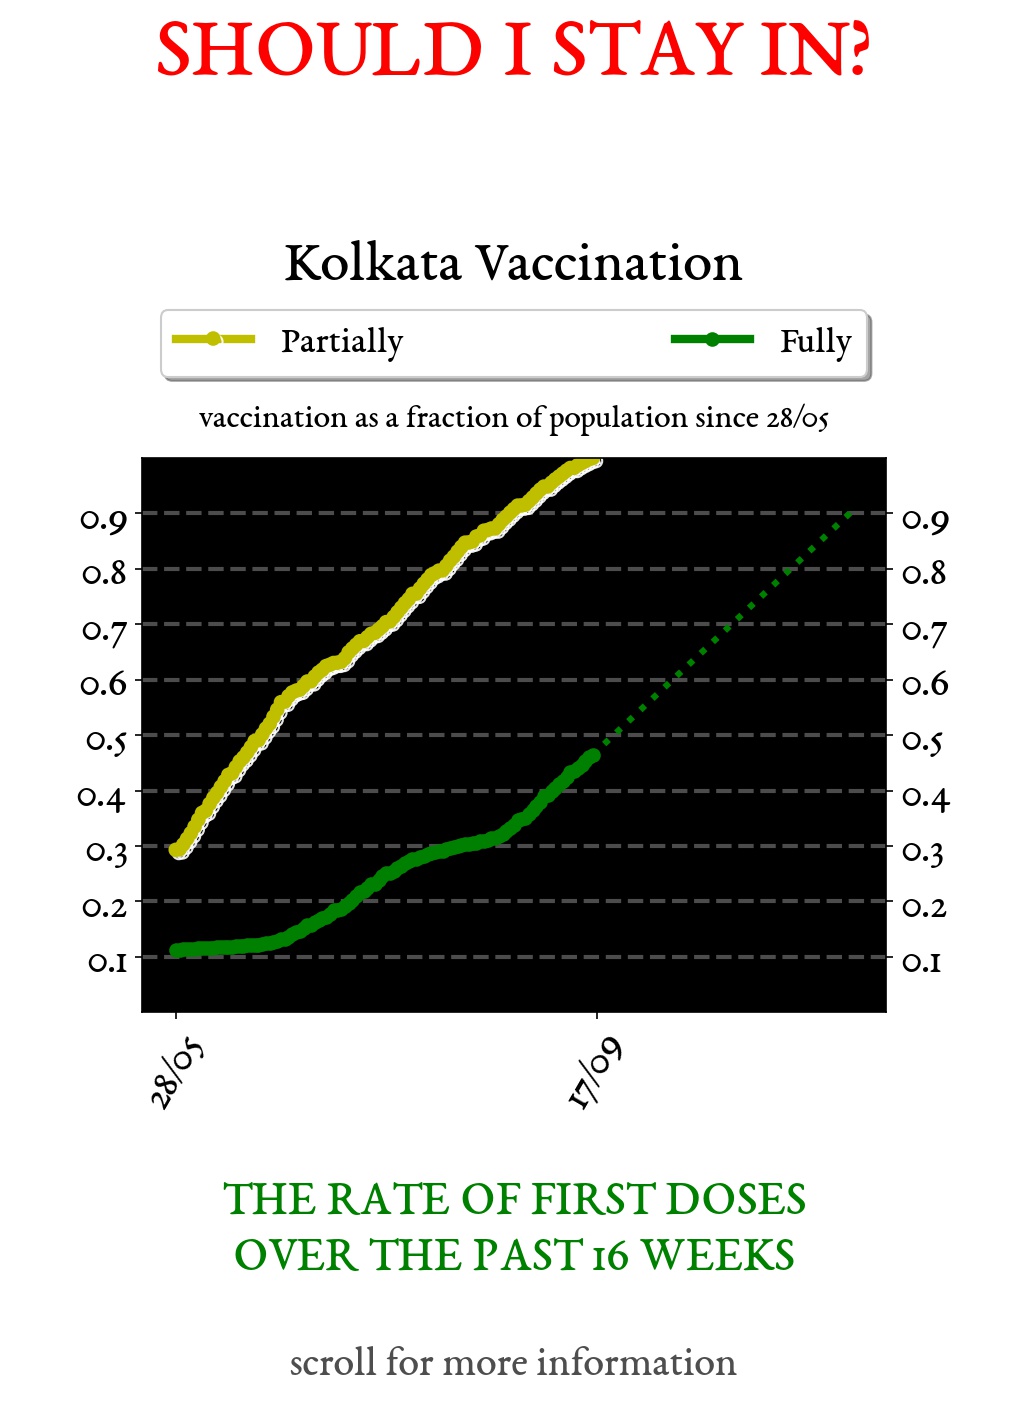 SHOULD I STAY IN?
Kolkata Vaccination
Partially Fully
vaccination as a fraction of population since 28/05
0.9 0.9
0.8 0.8
0.7 0.7
0.6 0.6
0.5 0.5
0.4 0.4
0.3 0.3
0.2 0.2
0.1 0.1
28/05 17/09
THE RATE OF FIRST DOSES
OVER THE PAST 16 WEEKS
scroll for more information